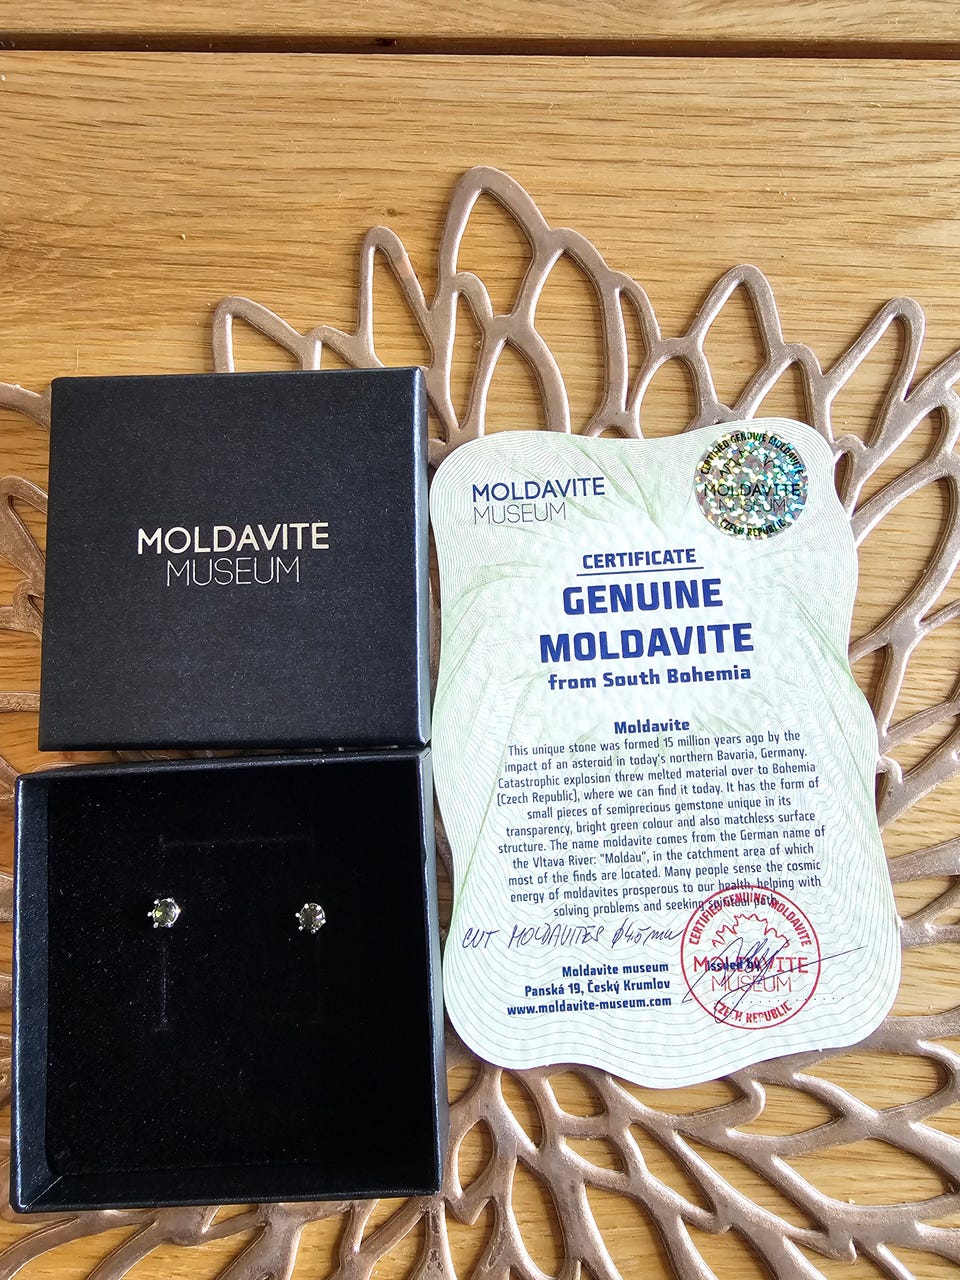 MOLDAVITE
MUSEUM
MOLDAVITE
MUSEUM
CERTIFIED GENUINE MOLDAVITE
MOLDAVITE
MUSEUM
CZECH REPUBLIC
CERTIFICATE
GENUINE
MOLDAVITE
from South Bohemia
Moldavite
This unique stone was formed 15 million years ago by the
impact of an asteroid in today's northern Bavaria, Germany.
Catastrophic explosion threw melted material over to Bohemia
(Czech Republic), where we can find it today. It has the form of
small pieces of semiprecious gemstone unique in its
transparency, bright green colour and also matchless surface
structure. The name moldavite comes from the German name of
the Vltava River: "Moldau", in the catchment area of which
most of the finds are located. Many people sense the cosmic
energy of moldavites prosperous to our health, helping with
solving problems and seeking spiritual path.
CUT MOLDAVITES
Moldavite museum
Panská 19, Český Krumlov
www.moldavite-museum.com
Issued by
CERTIFIED GENUINE MOLDAVITE
MOLDAVITE
MUSEUM
CZECH REPUBLIC